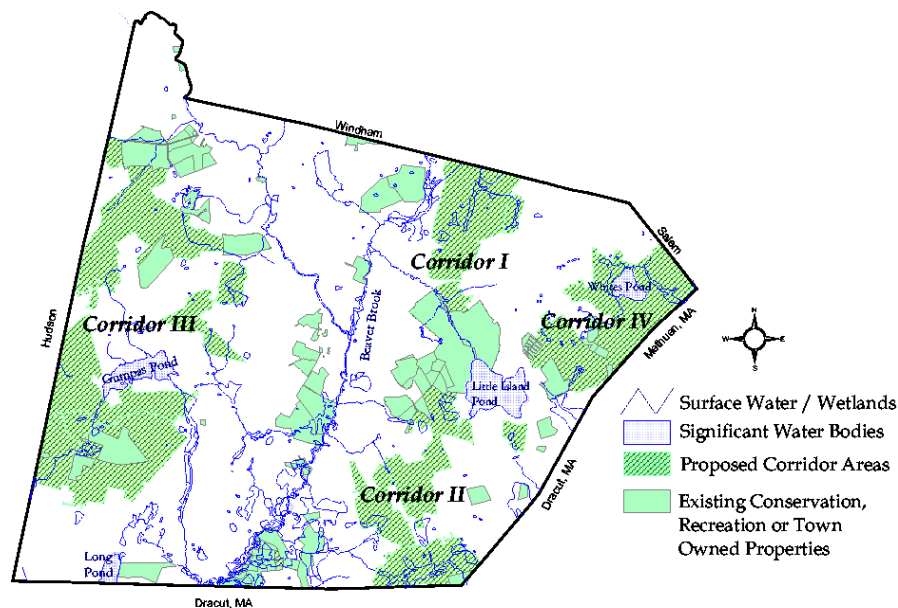 Windham
Salem
Corridor I
Whites Pond
Corridor IV
Beaver Brook
Corridor III
Hudson
Methuen, MA
N
W
E
S
Gumpas Pond
Little Island
Pond
Surface Water / Wetlands
Significant Water Bodies
Proposed Corridor Areas
Corridor II
Dracut, MA
Existing Conservation,
Recreation or Town
Owned Properties
Long
Pond
Dracut, MA